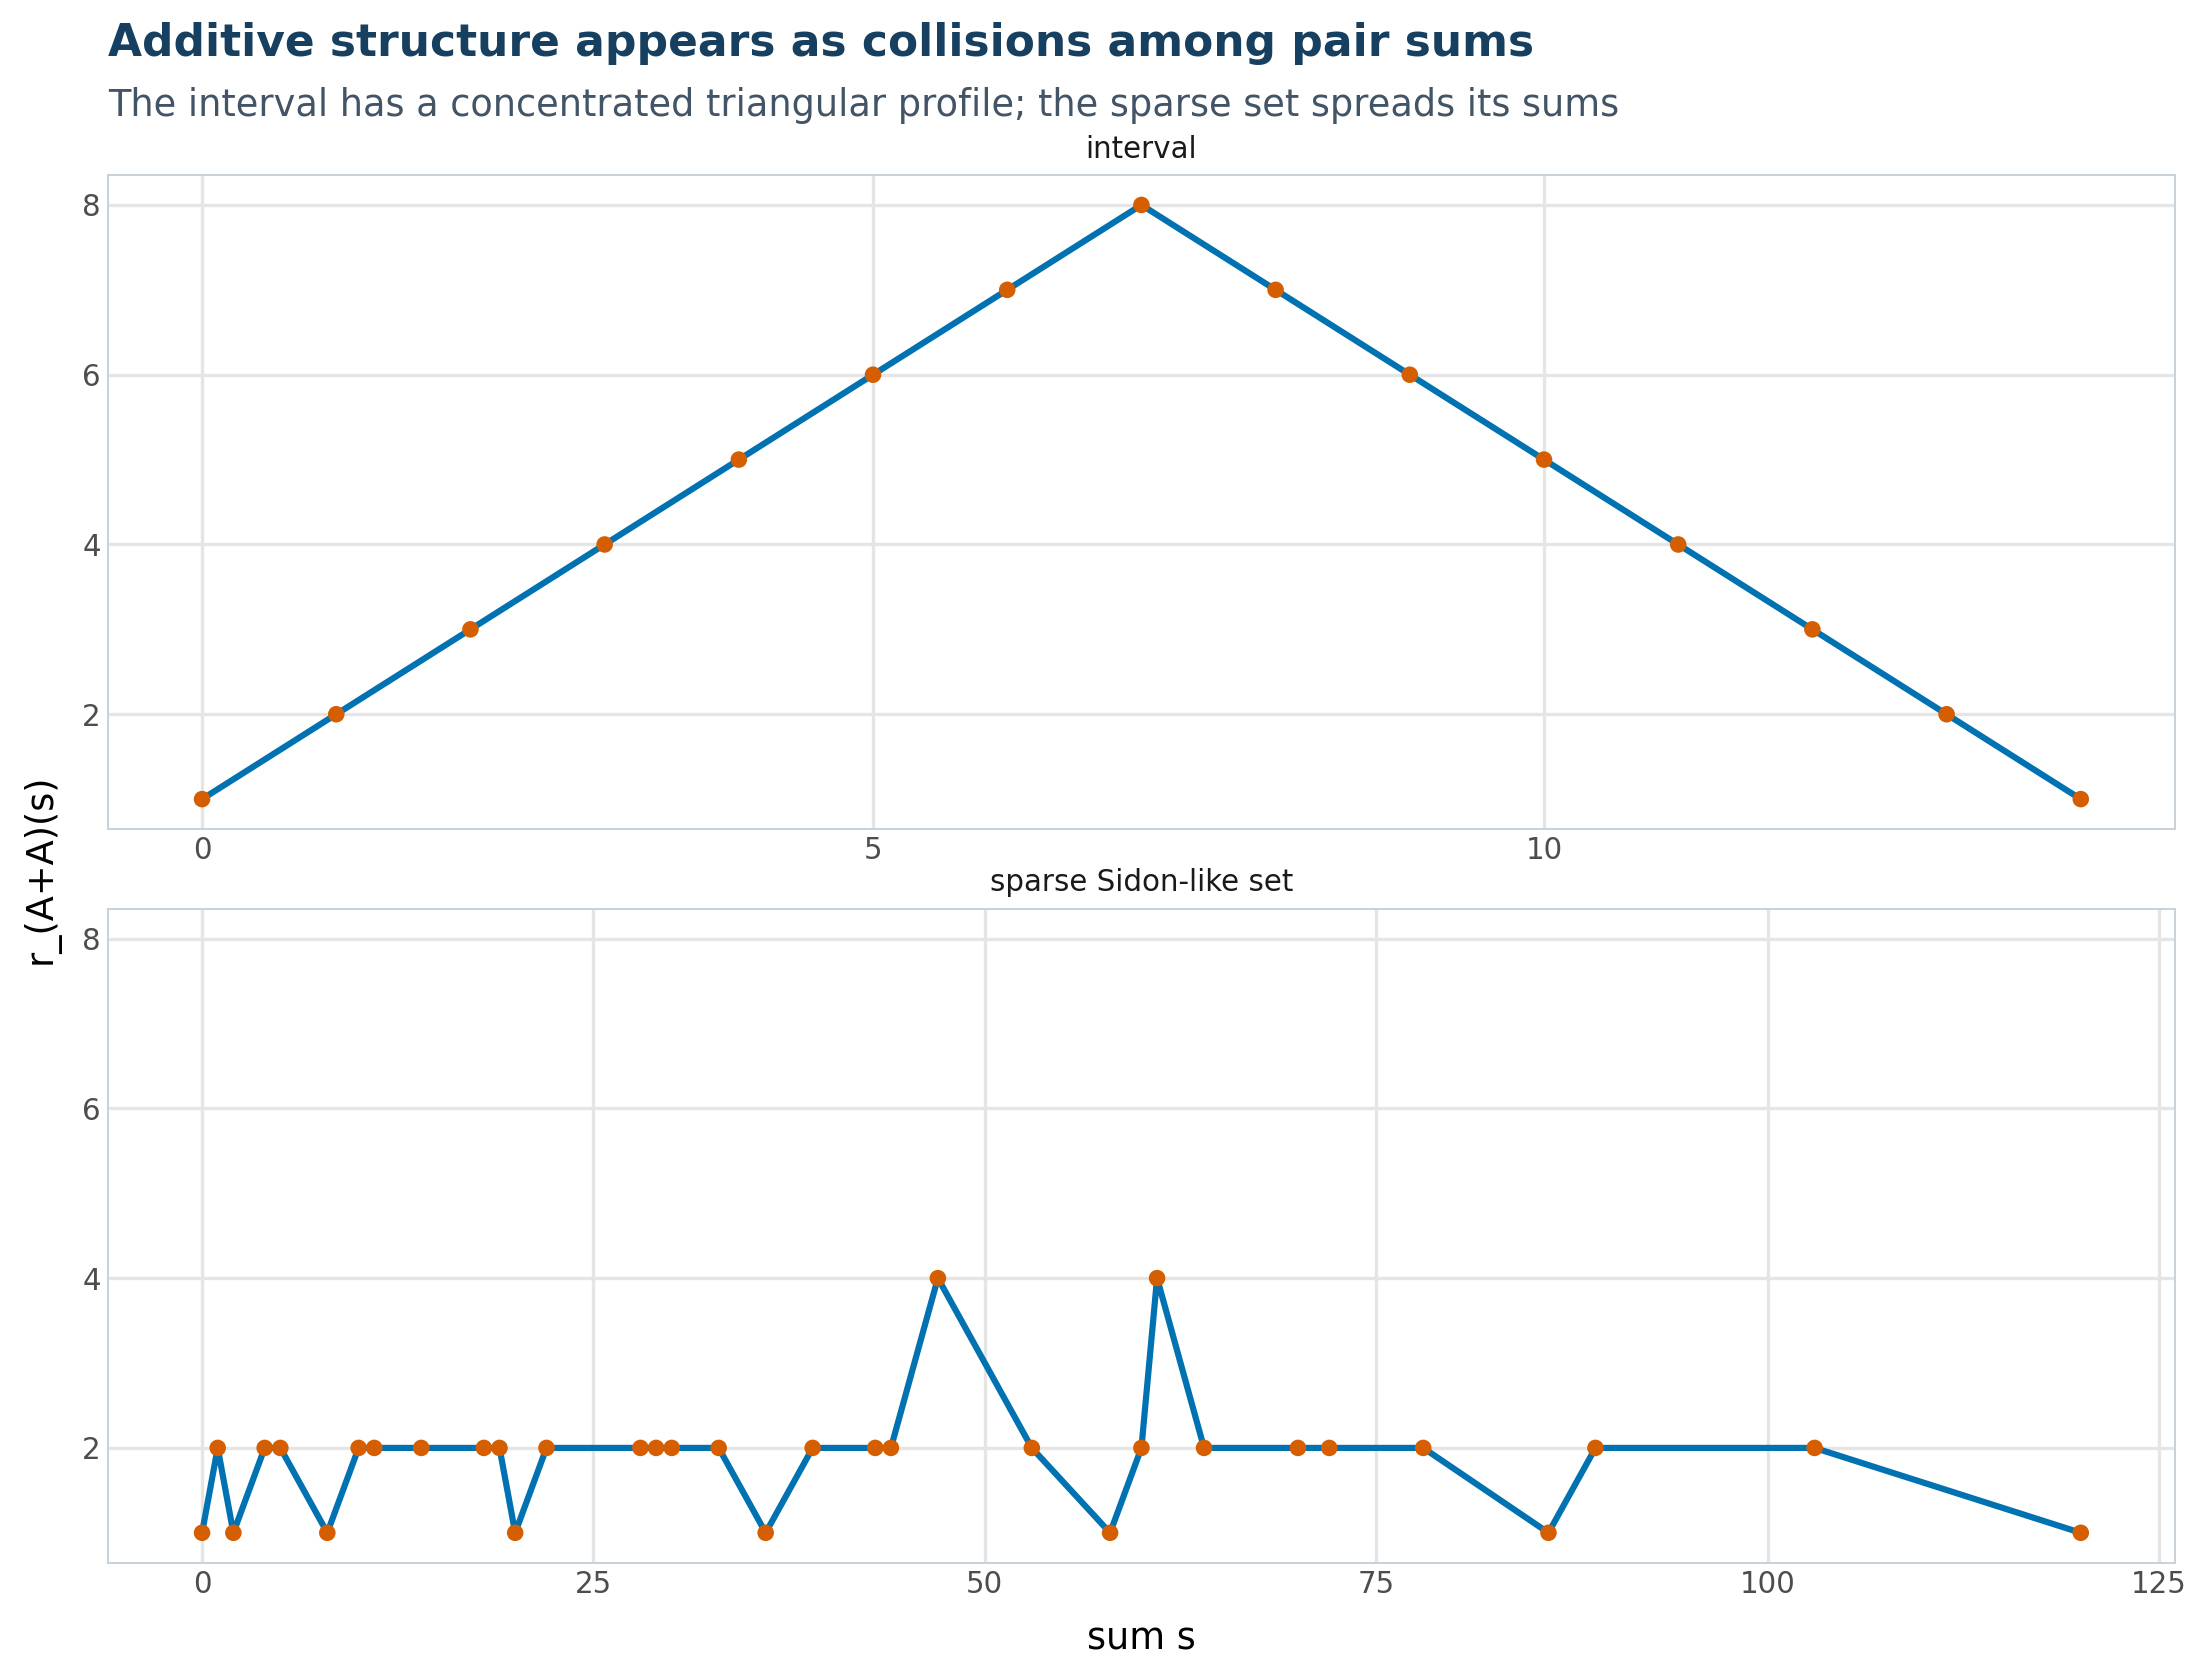 Additive structure appears as collisions among pair sums
The interval has a concentrated triangular profile; the sparse set spreads its sums
interval
8
6
4
2
0 5 10
r_(A+A)(s)
sparse Sidon-like set
8
6
4
2
0 25 50 75 100 125
sum s